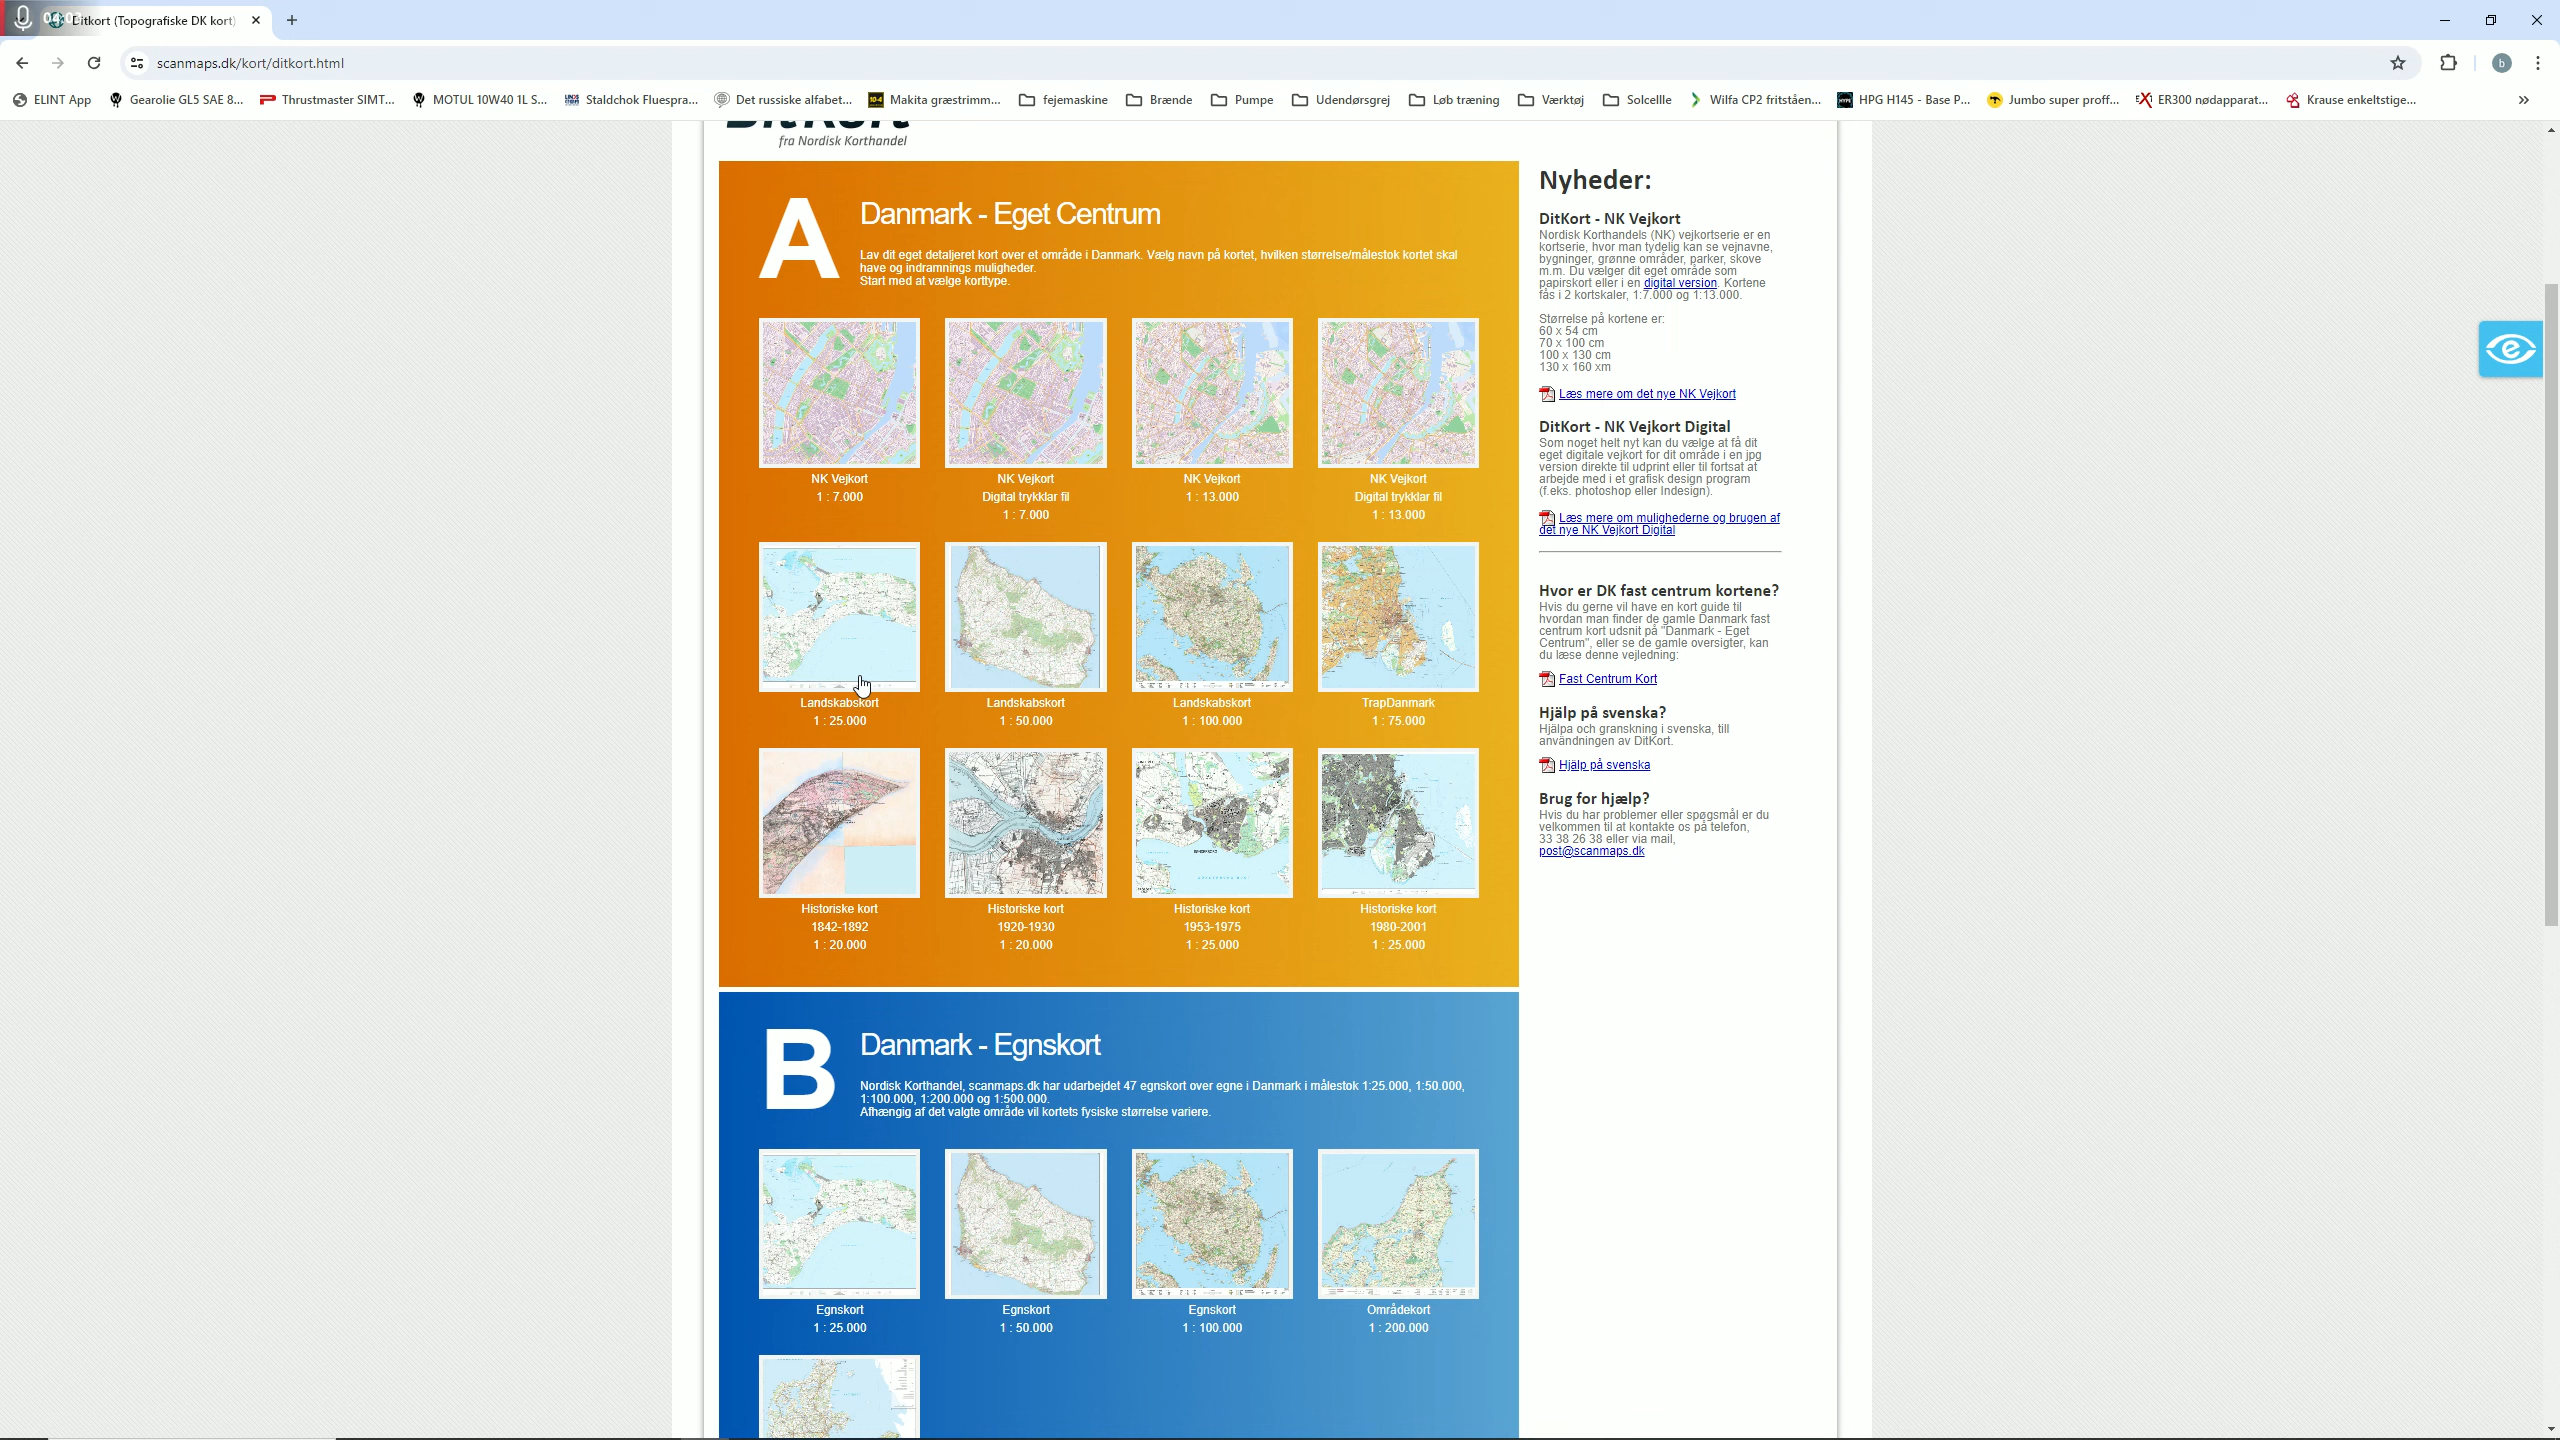 Ditkort (Topografiske DK kort)
scanmaps.dk/kort/ditkort.html
ELINT App
Gearolie GL5 SAE 8...
Thrustmaster SIMT...
MOTUL 10W40 1L S...
Staldchok Fluespra...
Det russiske alfabet...
Makita græstrimm...
fejemaskine
Brænde
Pumpe
Udendørsgrej
Løb træning
Værktøj
Solcellle
Wilfa CP2 fritståen...
HPG H145 - Base P...
Jumbo super proff...
ER300 nødapparat...
Krause enkeltstige...
fra Nordisk Korthandel
A
Danmark - Eget Centrum
Lav dit eget detaljeret kort over et område i Danmark. Vælg navn på kortet, hvilken størrelse/målestok kortet skal
have og indramnings muligheder.
Start med at vælge korttype.
NK Vejkort
1 : 7.000
NK Vejkort
Digital trykklar fil
1 : 7.000
NK Vejkort
1 : 13.000
NK Vejkort
Digital trykklar fil
1 : 13.000
Landskabskort
1 : 25.000
Landskabskort
1 : 50.000
Landskabskort
1 : 100.000
TrapDanmark
1 : 75.000
Historiske kort
1842-1892
1 : 20.000
Historiske kort
1920-1930
1 : 20.000
Historiske kort
1953-1975
1 : 25.000
Historiske kort
1980-2001
1 : 25.000
B
Danmark - Egnskort
Nordisk Korthandel, scanmaps.dk har udarbejdet 47 egnskort over egne i Danmark i målestok 1:25.000, 1:50.000,
1:100.000, 1:200.000 og 1:500.000.
Afhængig af det valgte område vil kortets fysiske størrelse variere.
Egnskort
1 : 25.000
Egnskort
1 : 50.000
Egnskort
1 : 100.000
Områdekort
1 : 200.000
Nyheder:
DitKort - NK Vejkort
Nordisk Korthandels (NK) vejkortserie er en
kortserie, hvor man tydelig kan se vejnavne,
bygninger, grønne områder, parker, skove
m.m. Du vælger dit eget område som
papirskort eller i en digital version. Kortene
fås i 2 kortskaler, 1:7.000 og 1:13.000.
Størrelse på kortene er:
60 x 54 cm
70 x 100 cm
100 x 130 cm
130 x 160 xm
Læs mere om det nye NK Vejkort
DitKort - NK Vejkort Digital
Som noget helt nyt kan du vælge at få dit
eget digitale vejkort for dit område i en jpg
version direkte til udprint eller til fortsat at
arbejde med i et grafisk design program
(f.eks. photoshop eller Indesign).
Læs mere om mulighederne og brugen af
det nye NK Vejkort Digital
Hvor er DK fast centrum kortene?
Hvis du gerne vil have en kort guide til
hvordan man finder de gamle Danmark fast
centrum kort udsnit på "Danmark - Eget
Centrum", eller se de gamle oversigter, kan
du læse denne vejledning:
Fast Centrum Kort
Hjälp på svenska?
Hjälpa och granskning i svenska, till
användningen av DitKort.
Hjälp på svenska
Brug for hjælp?
Hvis du har problemer eller spøgsmål er du
velkommen til at kontakte os på telefon,
33 38 26 38 eller via mail,
post@scanmaps.dk